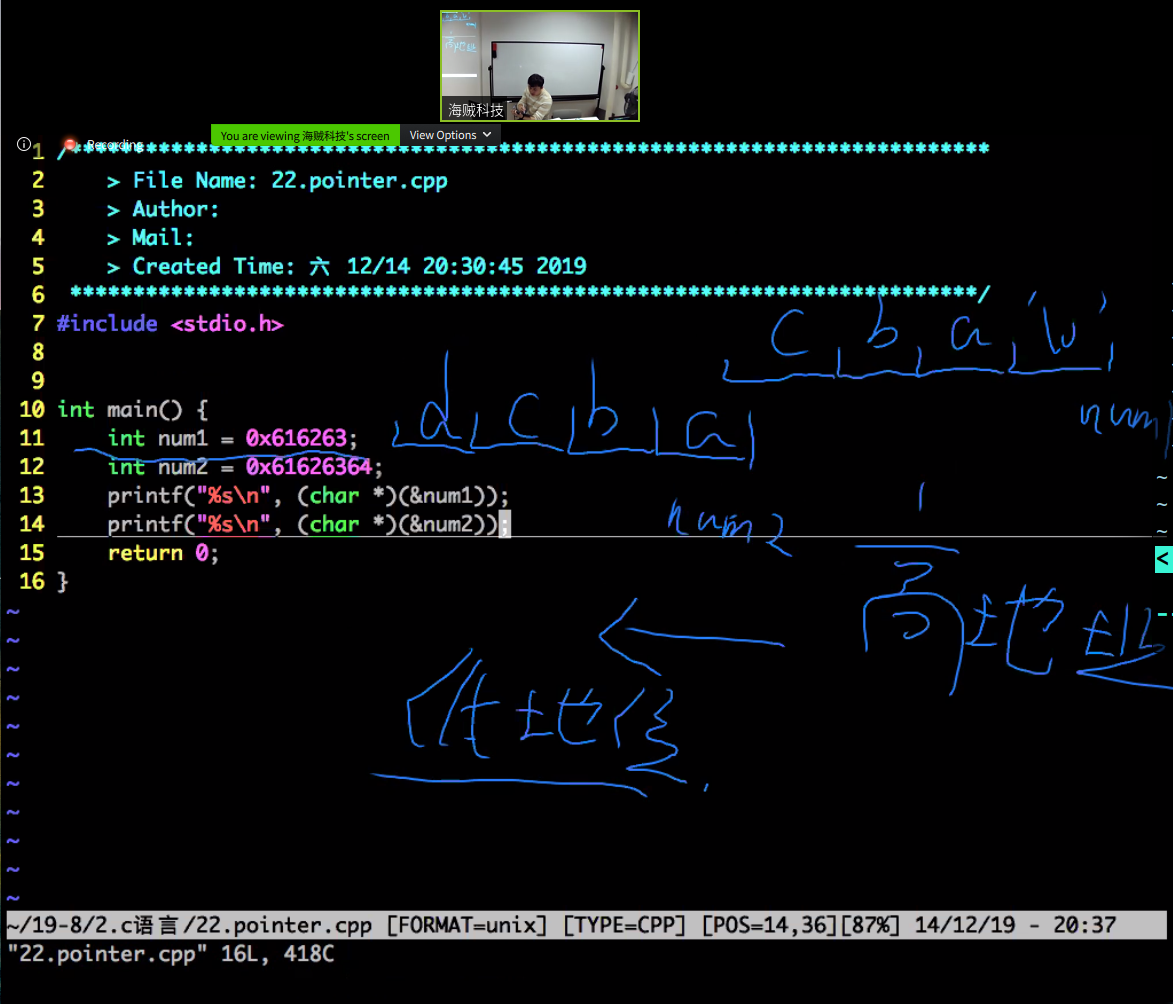 海贼科技
You are viewing 海贼科技's screen View Options
Recording
1 /******************************************************************************
2 > File Name: 22.pointer.cpp
3 > Author:
4 > Mail:
5 > Created Time: 六 12/14 20:30:45 2019
6 ************************************************************************/
7 #include <stdio.h>
8
9
10 int main() {
11 int num1 = 0x616263;
12 int num2 = 0x61626364;
13 printf("%s\n", (char *)(&num1));
14 printf("%s\n", (char *)(&num2));
15 return 0;
16 }
c b a '\0'
num1
d c b a
num2
高地址
低地位
~/19-8/2.c语言/22.pointer.cpp [FORMAT=unix] [TYPE=CPP] [POS=14,36][87%] 14/12/19 - 20:37
"22.pointer.cpp" 16L, 418C